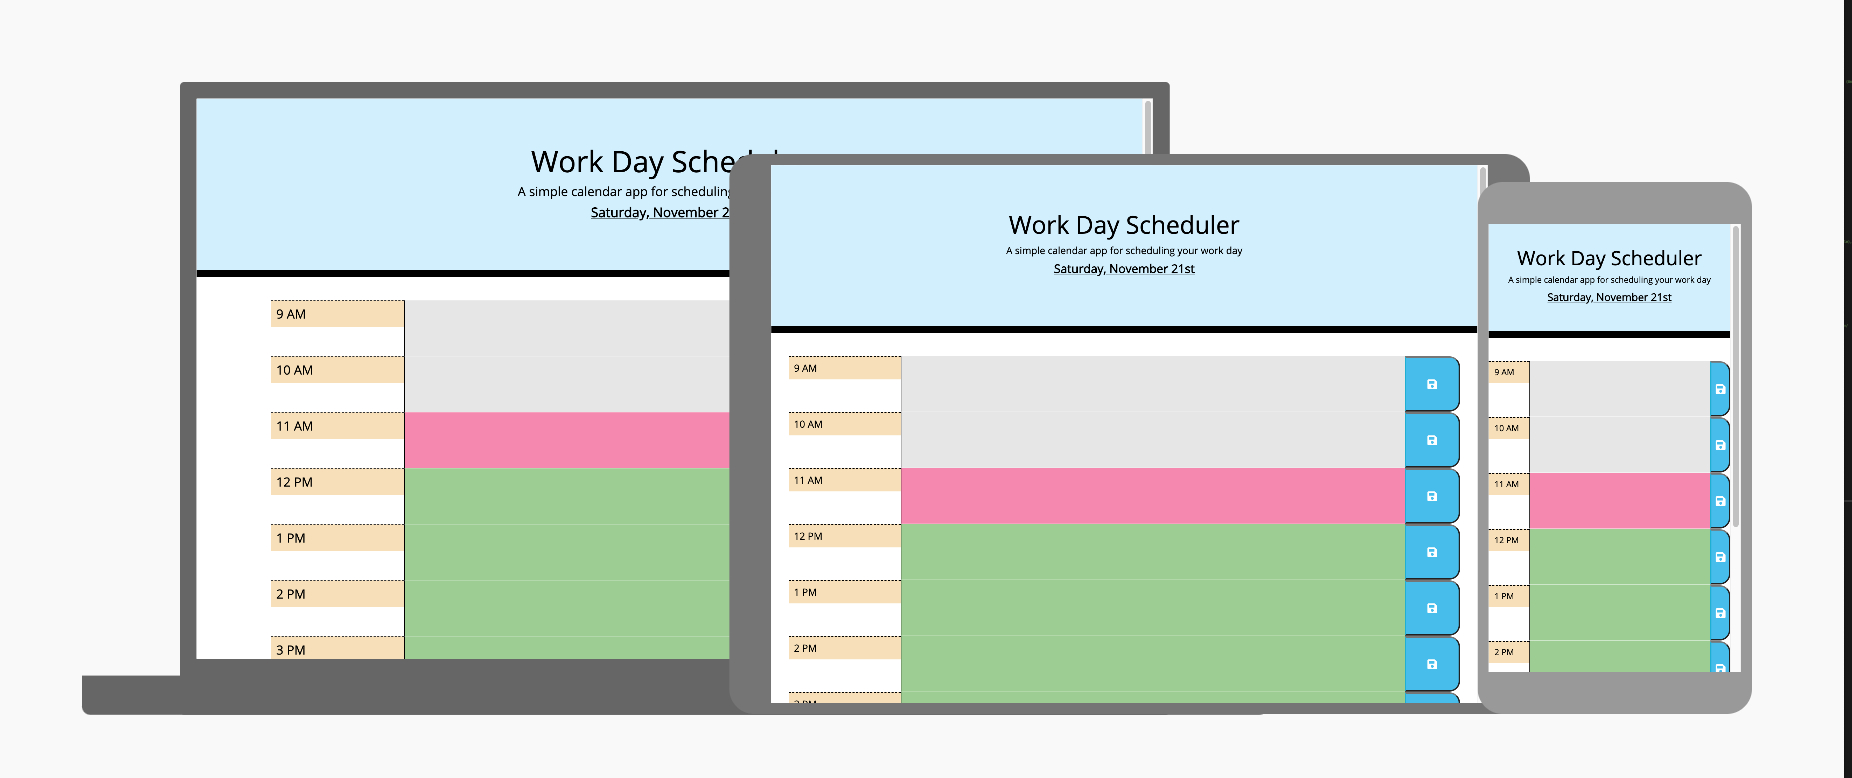 Work Day Sche
A simple calendar app for scheduling
Saturday, November 2
9 AM
10 AM
11 AM
12 PM
1 PM
2 PM
3 PM
Work Day Scheduler
A simple calendar app for scheduling your work day
Saturday, November 21st
9 AM
10 AM
11 AM
12 PM
1 PM
2 PM
Work Day Scheduler
A simple calendar app for scheduling your work day
Saturday, November 21st
9 AM
10 AM
11 AM
12 PM
1 PM
2 PM